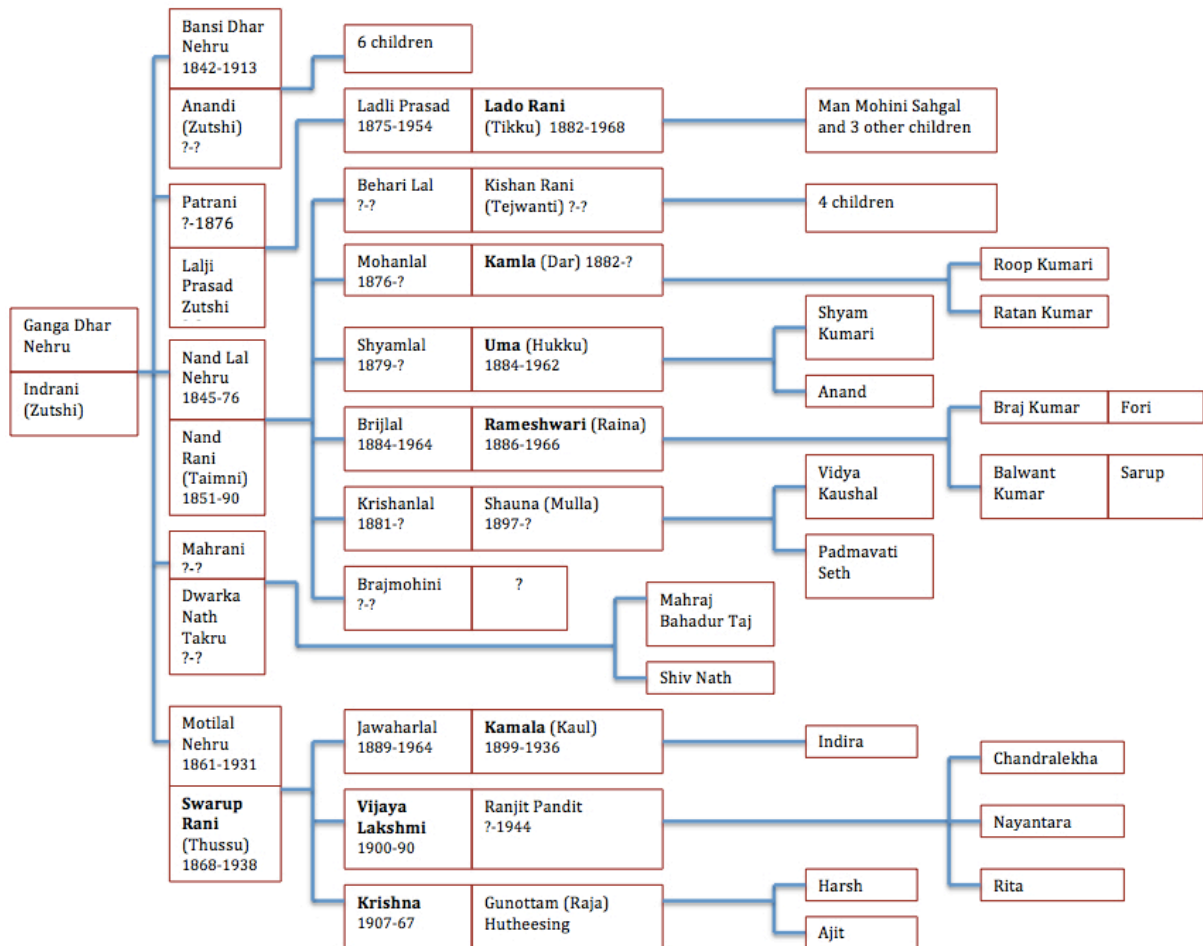 Ganga Dhar
Nehru
Indrani
(Zutshi)
Bansi Dhar
Nehru
1842-1913
Anandi
(Zutshi)
?-?
6 children
Patrani
?-1876
Lalji
Prasad
Zutshi
Ladli Prasad
1875-1954
Lado Rani
(Tikku) 1882-1968
Man Mohini Sahgal
and 3 other children
Nand Lal
Nehru
1845-76
Nand
Rani
(Taimni)
1851-90
Behari Lal
?-?
Kishan Rani
(Tejwanti) ?-?
4 children
Mohanlal
1876-?
Kamla (Dar) 1882-?
Roop Kumari
Ratan Kumar
Shyamlal
1879-?
Uma (Hukku)
1884-1962
Shyam
Kumari
Anand
Brijlal
1884-1964
Rameshwari (Raina)
1886-1966
Braj Kumar
Fori
Balwant
Kumar
Sarup
Krishanlal
1881-?
Shauna (Mulla)
1897-?
Vidya
Kaushal
Padmavati
Seth
Brajmohini
?-?
?
Mahrani
?-?
Dwarka
Nath
Takru
?-?
Mahraj
Bahadur Taj
Shiv Nath
Motilal
Nehru
1861-1931
Swarup
Rani
(Thussu)
1868-1938
Jawaharlal
1889-1964
Kamala (Kaul)
1899-1936
Indira
Vijaya
Lakshmi
1900-90
Ranjit Pandit
?-1944
Chandralekha
Nayantara
Rita
Krishna
1907-67
Gunottam (Raja)
Hutheesing
Harsh
Ajit